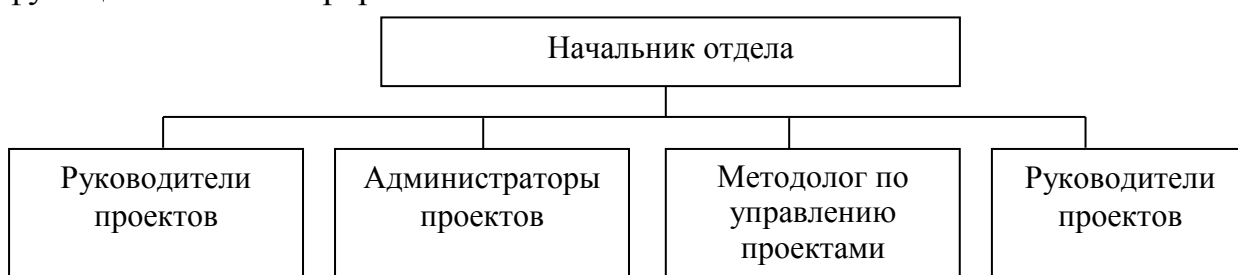 Начальник отдела
Руководители
проектов
Администраторы
проектов
Методолог по
управлению
проектами
Руководители
проектов